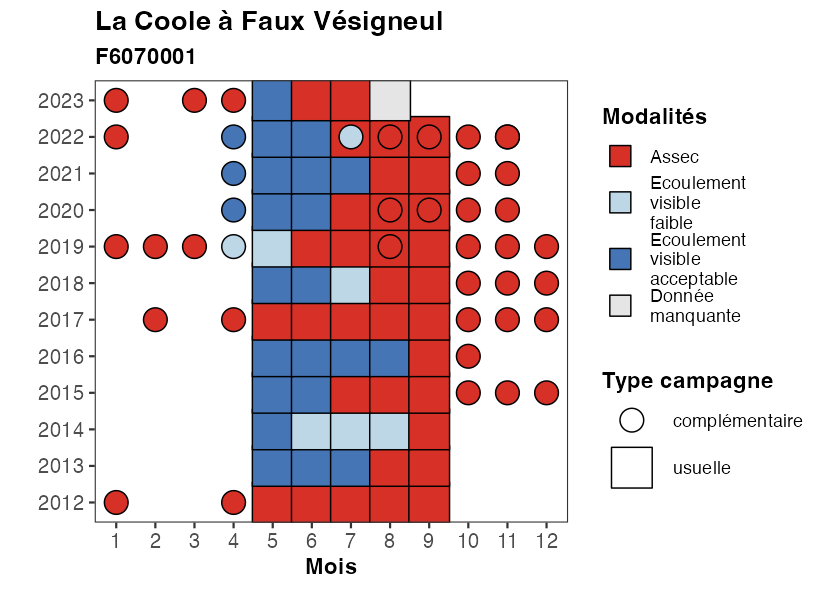 La Coole à Faux Vésigneul
F6070001
2023
2022
2021
2020
2019
2018
2017
2016
2015
2014
2013
2012
1 2 3 4 5 6 7 8 9 10 11 12
Mois
Modalités
Assec
Ecoulement
visible
faible
Ecoulement
visible
acceptable
Donnée
manquante
Type campagne
complémentaire
usuelle